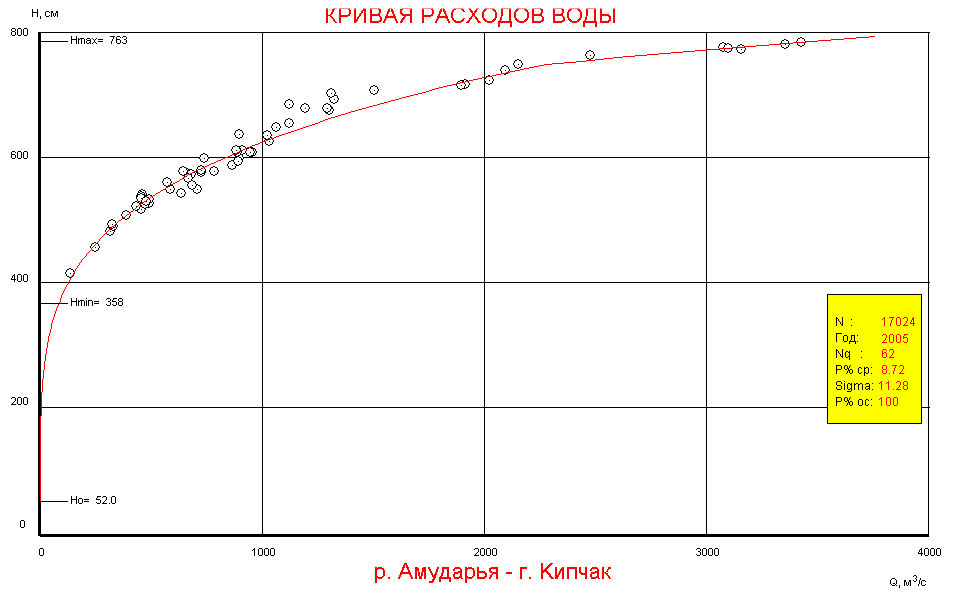 H, см
КРИВАЯ РАСХОДОВ ВОДЫ
800
Hmax= 763
600
400
Hmin= 358
N : 17024
Год: 2005
Nq : 62
P% ср: 8.72
Sigma: 11.28
P% ос: 100
200
Ho= 52.0
0
0 1000 2000 3000 4000
р. Амударья - г. Кипчак
Q, м³/с